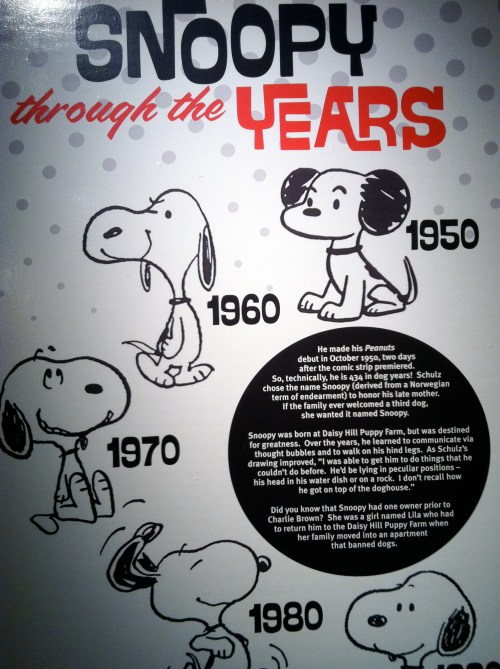 SNOOPY
through the YEARS
1950
1960
He made his Peanuts
debut in October 1950, two days
after the comic strip premiered.
So, technically, he is 434 in dog years! Schulz
chose the name Snoopy (derived from a Norwegian
term of endearment) to honor his late mother.
If the family ever welcomed a third dog,
she wanted it named Snoopy.
Snoopy was born at Daisy Hill Puppy Farm, but was destined
for greatness. Over the years, he learned to communicate via
thought bubbles and to walk on his hind legs. As Schulz's
drawing improved, "I was able to get him to do things that he
couldn't do before. He'd be lying in peculiar positions –
his head in his water dish or on a rock. I don't recall how
he got on top of the doghouse."
Did you know that Snoopy had one owner prior to
Charlie Brown? She was a girl named Lila who had
to return him to the Daisy Hill Puppy Farm when
her family moved into an apartment
that banned dogs.
1970
1980